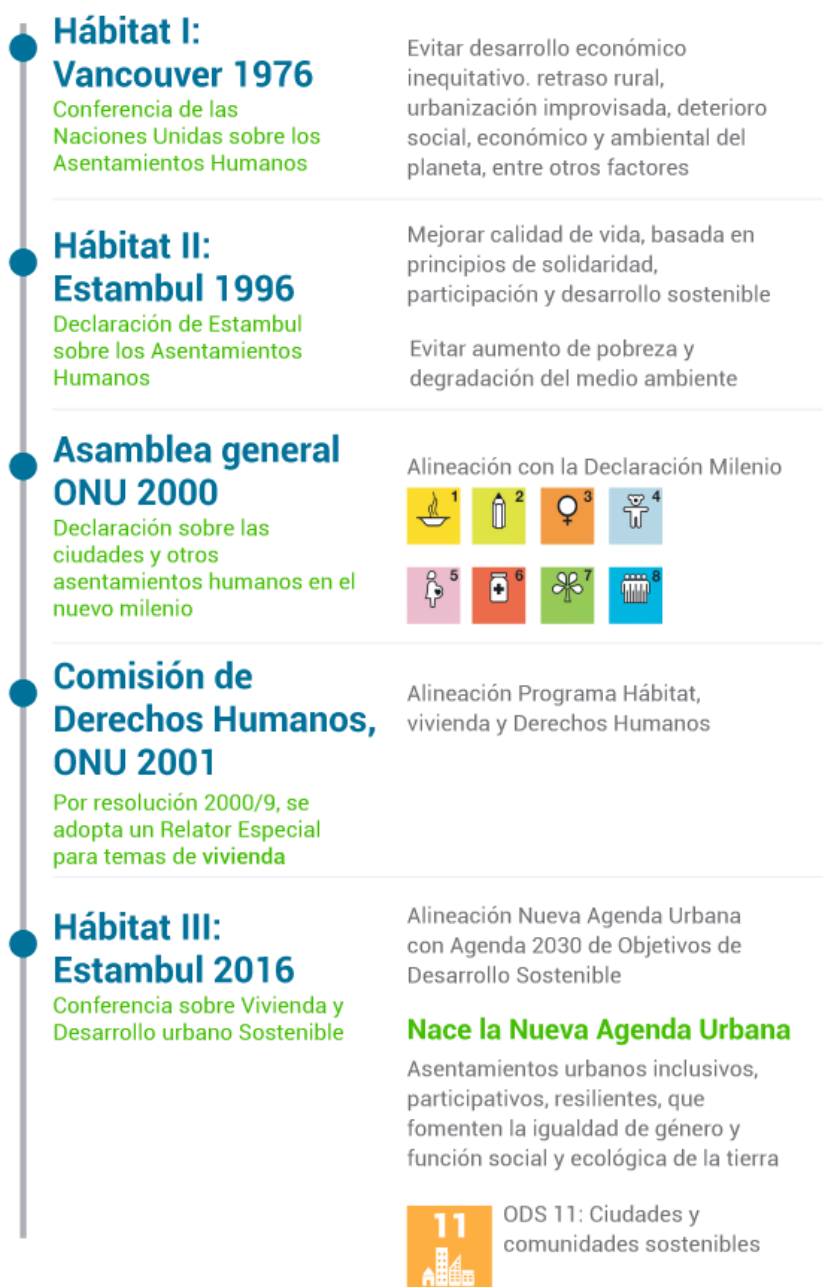 Hábitat I:
Vancouver 1976
Conferencia de las
Naciones Unidas sobre los
Asentamientos Humanos
Evitar desarrollo económico
inequitativo. retraso rural,
urbanización improvisada, deterioro
social, económico y ambiental del
planeta, entre otros factores
Hábitat II:
Estambul 1996
Declaración de Estambul
sobre los Asentamientos
Humanos
Mejorar calidad de vida, basada en
principios de solidaridad,
participación y desarrollo sostenible
Evitar aumento de pobreza y
degradación del medio ambiente
Asamblea general
ONU 2000
Declaración sobre las
ciudades y otros
asentamientos humanos en el
nuevo milenio
Alineación con la Declaración Milenio
1 2 3 4
5 6 7 8
Comisión de
Derechos Humanos,
ONU 2001
Por resolución 2000/9, se
adopta un Relator Especial
para temas de vivienda
Alineación Programa Hábitat,
vivienda y Derechos Humanos
Hábitat III:
Estambul 2016
Conferencia sobre Vivienda y
Desarrollo urbano Sostenible
Alineación Nueva Agenda Urbana
con Agenda 2030 de Objetivos de
Desarrollo Sostenible
Nace la Nueva Agenda Urbana
Asentamientos urbanos inclusivos,
participativos, resilientes, que
fomenten la igualdad de género y
función social y ecológica de la tierra
11
ODS 11: Ciudades y
comunidades sostenibles